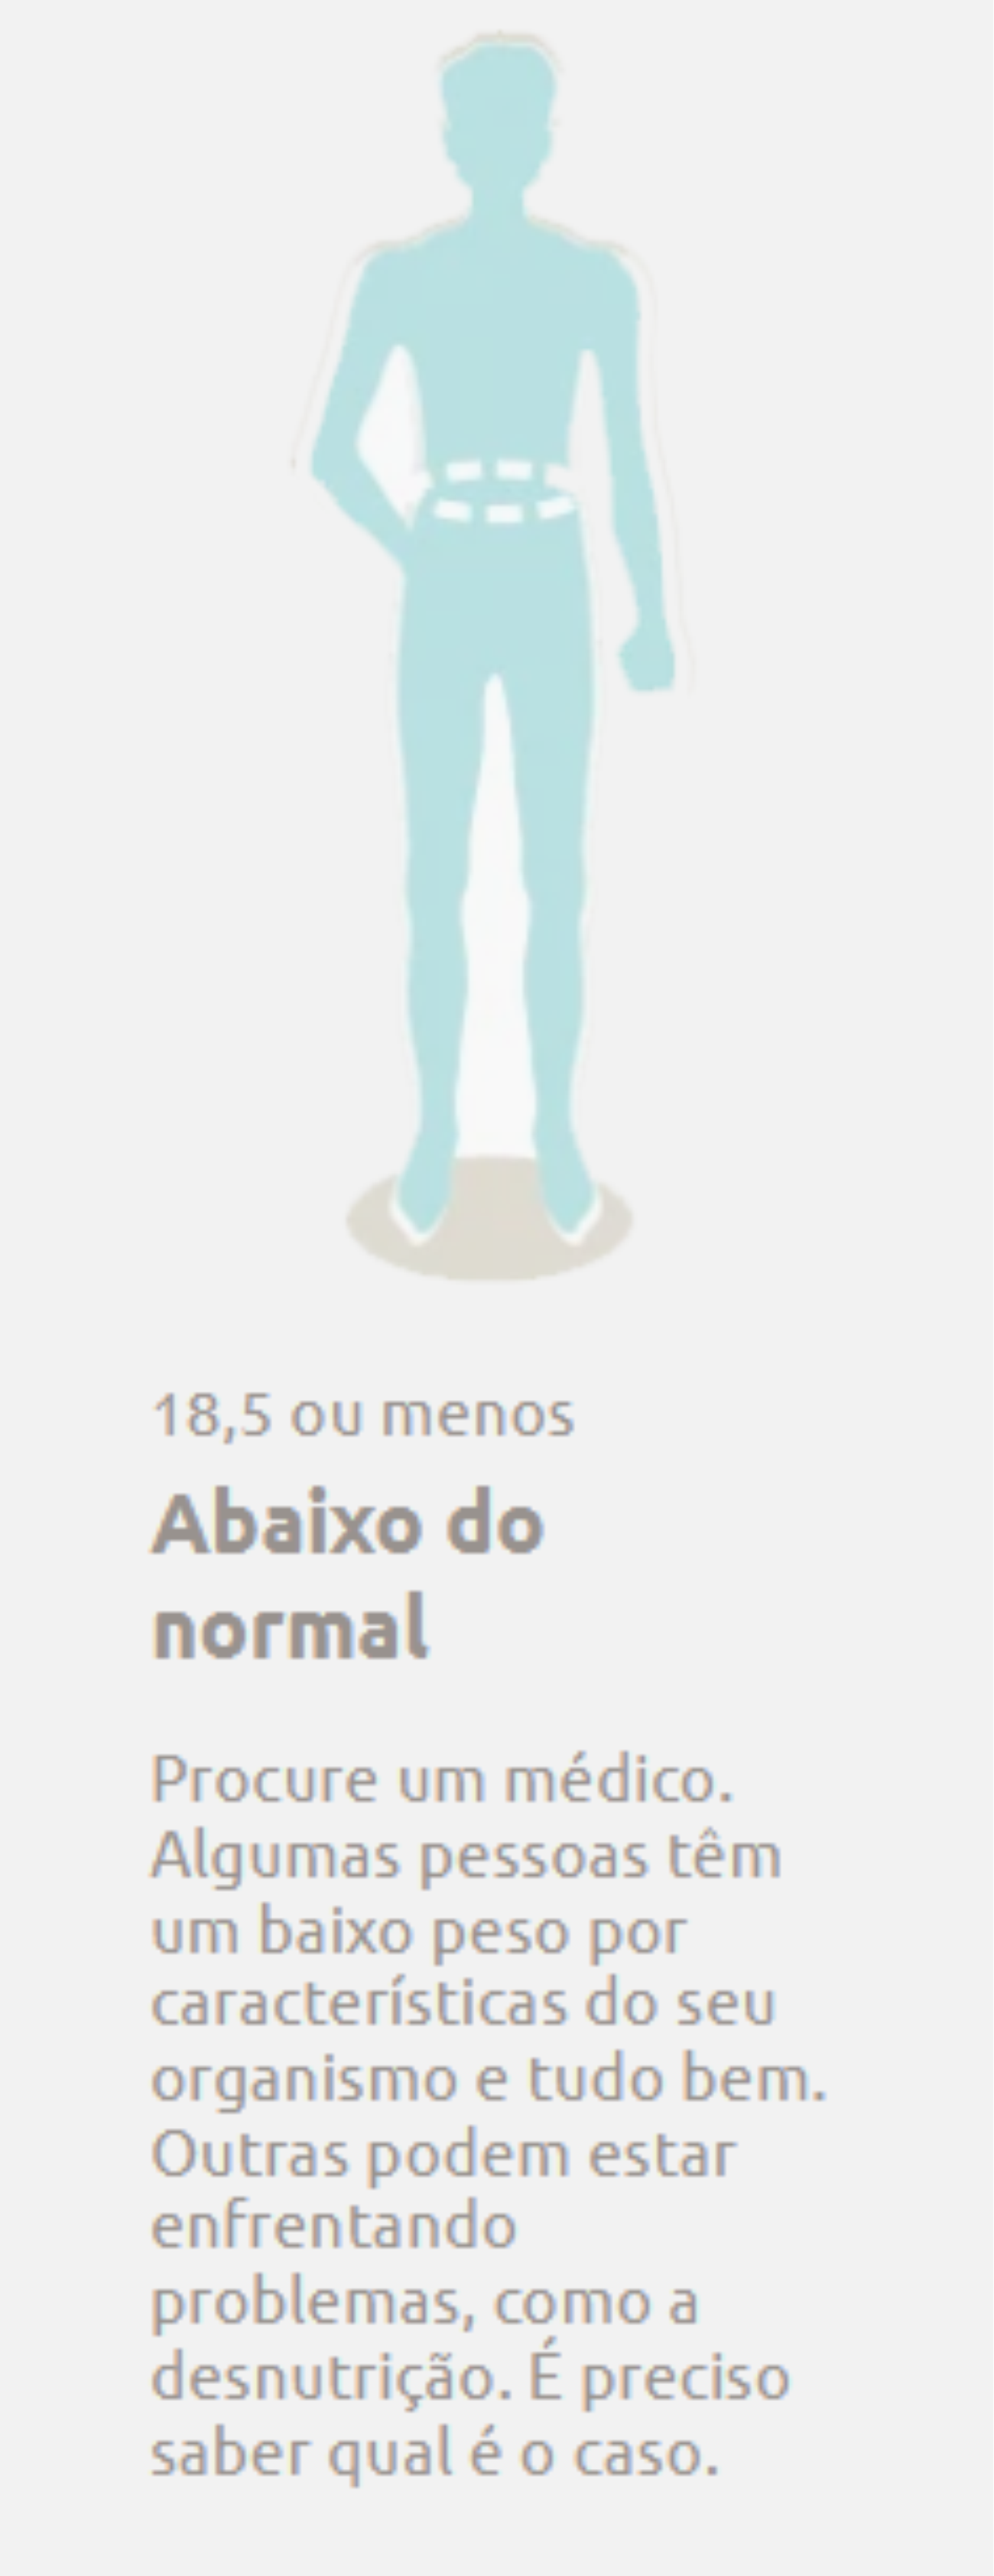 18,5 ou menos
Abaixo do
normal
Procure um médico.
Algumas pessoas têm
um baixo peso por
características do seu
organismo e tudo bem.
Outras podem estar
enfrentando
problemas, como a
desnutrição. É preciso
saber qual é o caso.